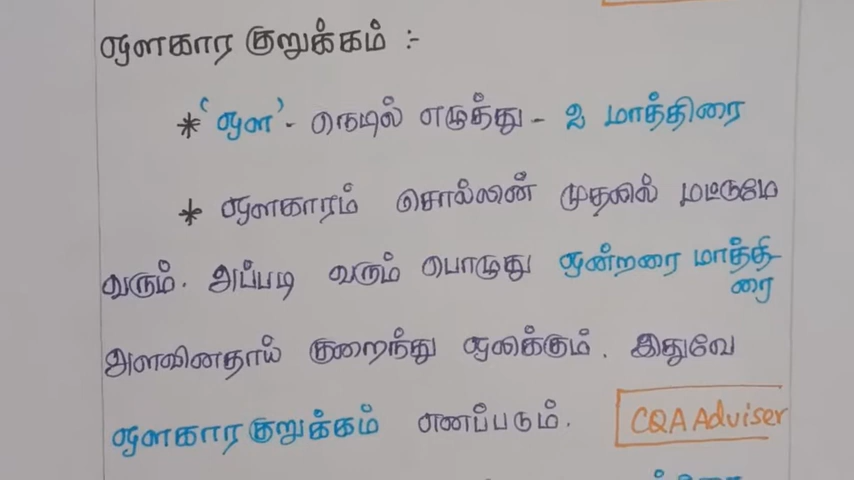 ஔகார குறுக்கம் :-
* 'ஔ' - நெடில் எழுத்து - 2 மாத்திரை
* ஔகாரம் சொல்லின் முதலில் மட்டுமே
வரும். அப்படி வரும் பொழுது ஒன்றரை மாத்தி-
ரை
அளவினதாய் குறைந்து ஒலிக்கும். இதுவே
ஔகார குறுக்கம் எனப்படும்.
CQA Adviser